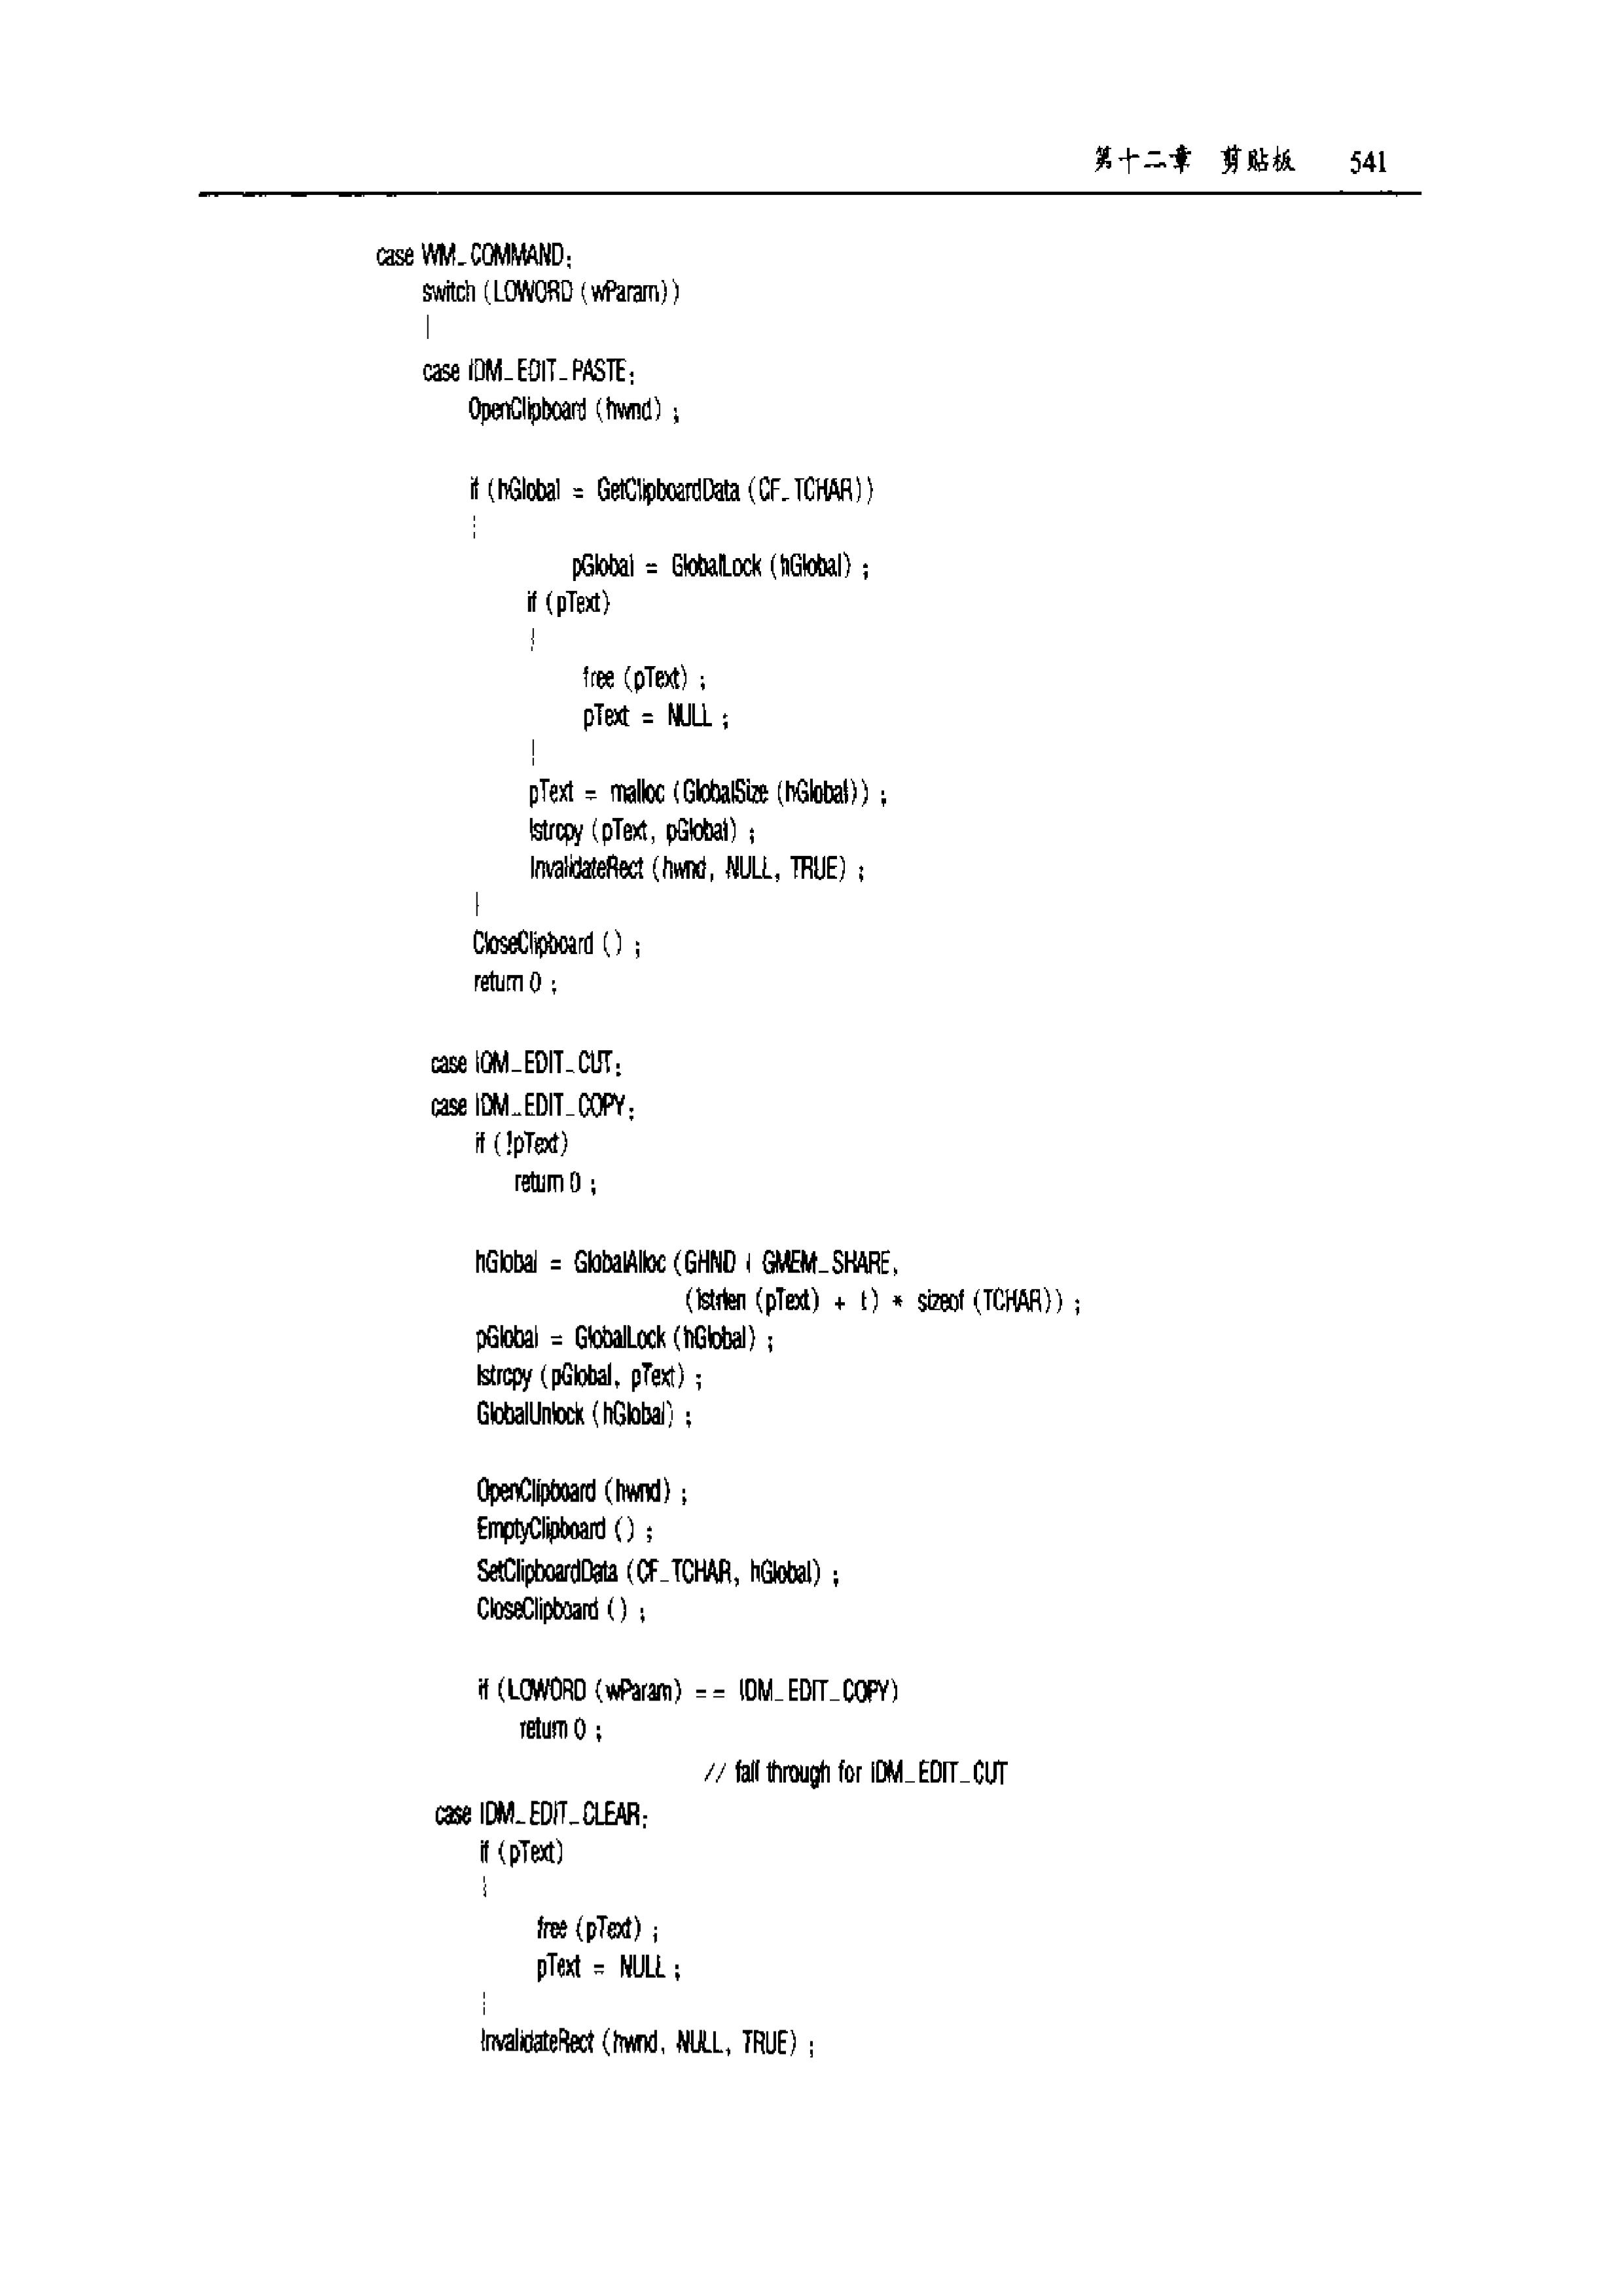 第十二章 剪贴板 541
case WM_COMMAND:
switch (LOWORD (wParam))
{
case IDM_EDIT_PASTE:
OpenClipboard (hwnd) ;
if (hGlobal = GetClipboardData (CF_TCHAR))
{
pGlobal = GlobalLock (hGlobal) ;
if (pText)
{
free (pText) ;
pText = NULL ;
}
pText = malloc (GlobalSize (hGlobal)) ;
lstrcpy (pText, pGlobal) ;
InvalidateRect (hwnd, NULL, TRUE) ;
}
CloseClipboard () ;
return 0 ;
case IDM_EDIT_CUT:
case IDM_EDIT_COPY:
if (!pText)
return 0 ;
hGlobal = GlobalAlloc (GHND | GMEM_SHARE,
(lstrlen (pText) + 1) * sizeof (TCHAR)) ;
pGlobal = GlobalLock (hGlobal) ;
lstrcpy (pGlobal, pText) ;
GlobalUnlock (hGlobal) ;
OpenClipboard (hwnd) ;
EmptyClipboard () ;
SetClipboardData (CF_TCHAR, hGlobal) ;
CloseClipboard () ;
if (LOWORD (wParam) == IDM_EDIT_COPY)
return 0 ;
// fall through for IDM_EDIT_CUT
case IDM_EDIT_CLEAR:
if (pText)
{
free (pText) ;
pText = NULL ;
}
InvalidateRect (hwnd, NULL, TRUE) ;